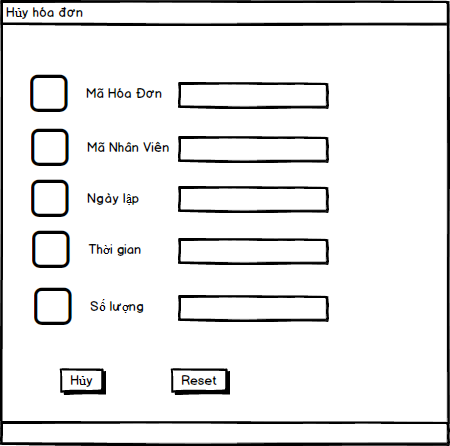 Hủy hóa đơn
Mã Hóa Đơn
Mã Nhân Viên
Ngày lập
Thời gian
Số lượng
Hủy
Reset